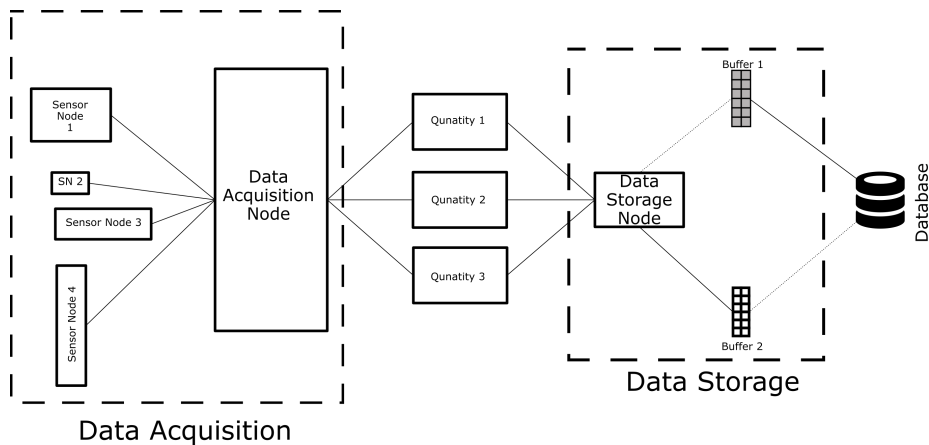 Sensor
Node
1
SN 2
Sensor Node 3
Sensor Node 4
Data
Acquisition
Node
Data Acquisition
Qunatity 1
Qunatity 2
Qunatity 3
Data
Storage
Node
Buffer 1
Buffer 2
Data Storage
Database